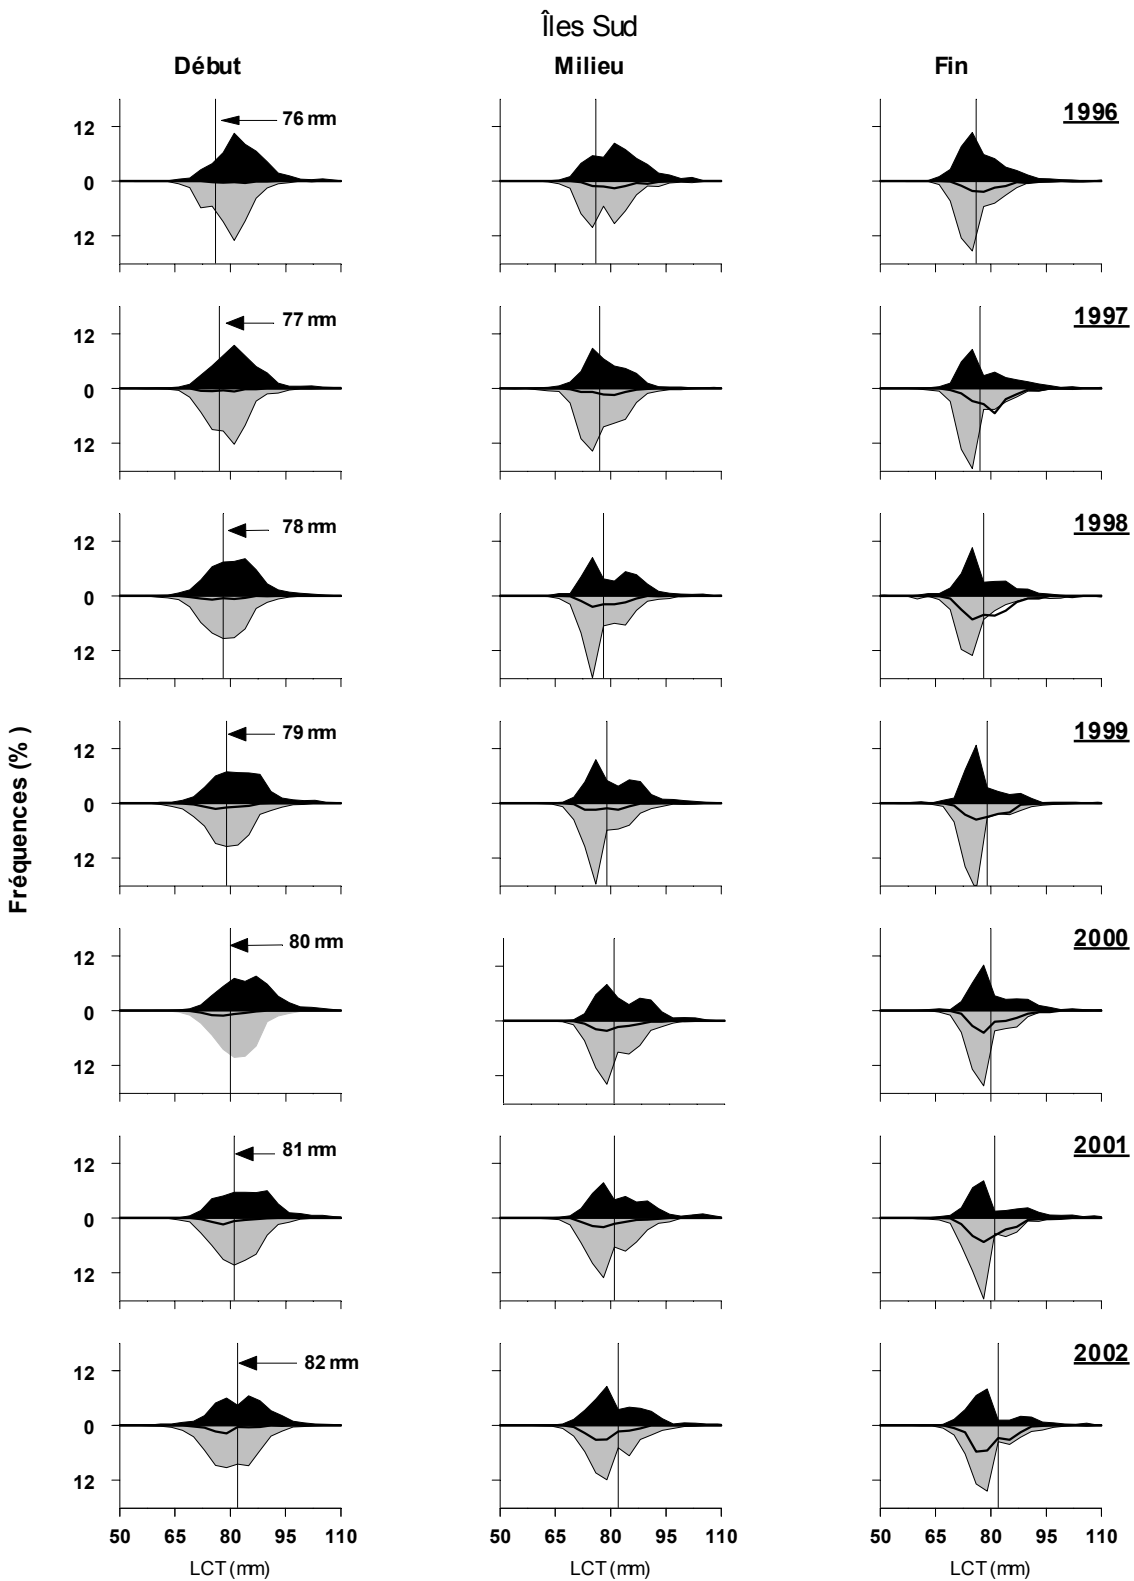 Îles Sud
Début Milieu Fin
12 76 mm 1996
0
12
12 77 mm 1997
0
12
12 78 mm 1998
0
12
12 79 mm 1999
0
12
12 80 mm 2000
0
12
12 81 mm 2001
0
12
12 82 mm 2002
0
12
Fréquences (%)
50 65 80 95 110 50 65 80 95 110 50 65 80 95 110
LCT (mm) LCT (mm) LCT (mm)